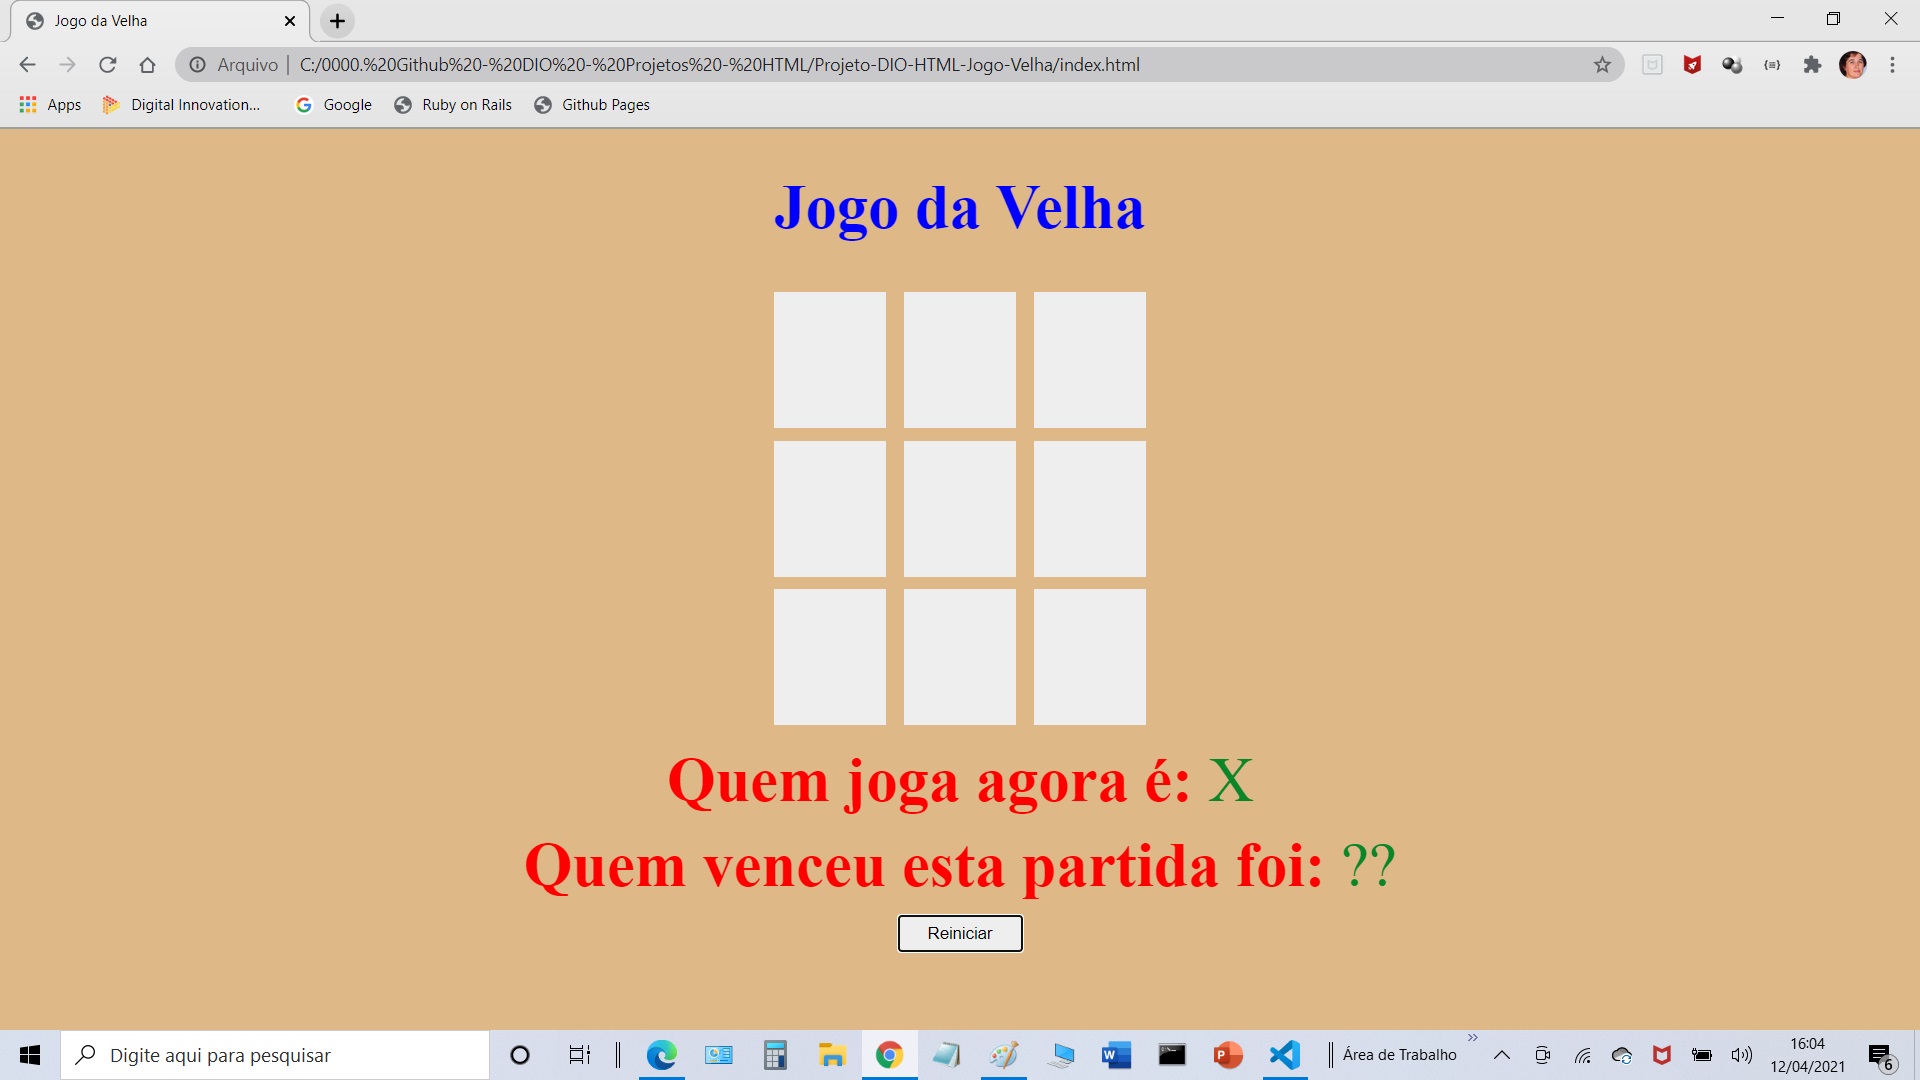 Jogo da Velha
Arquivo | C:/0000.%20Github%20-%20DIO%20-%20Projetos%20-%20HTML/Projeto-DIO-HTML-Jogo-Velha/index.html
Apps Digital Innovation... Google Ruby on Rails Github Pages
Jogo da Velha
Quem joga agora é: X
Quem venceu esta partida foi: ??
Reiniciar
Digite aqui para pesquisar
Área de Trabalho
16:04
12/04/2021
6